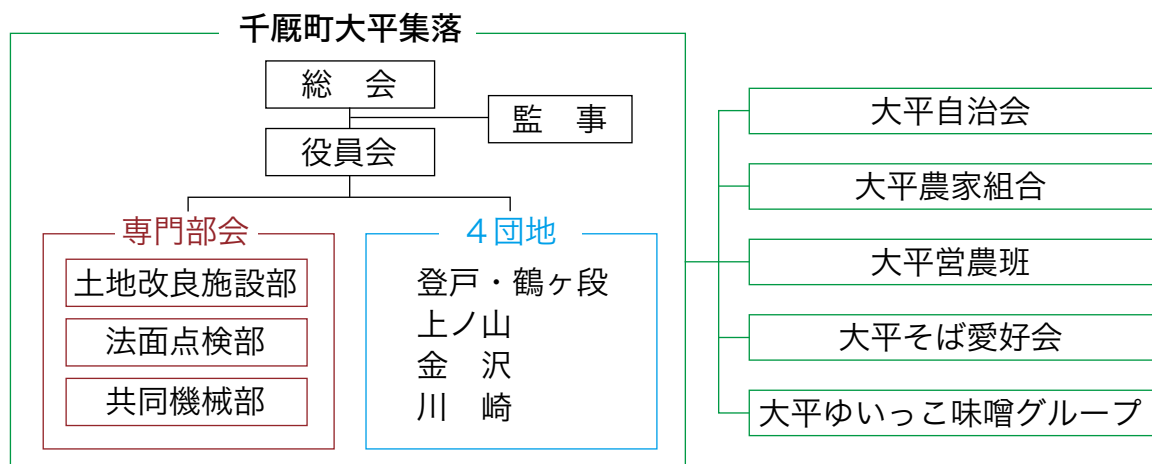 千厩町大平集落
総　会
監　事
役員会
専門部会
土地改良施設部
法面点検部
共同機械部
４団地
登戸・鶴ヶ段
上ノ山
金　沢
川　崎
大平自治会
大平農家組合
大平営農班
大平そば愛好会
大平ゆいっこ味噌グループ